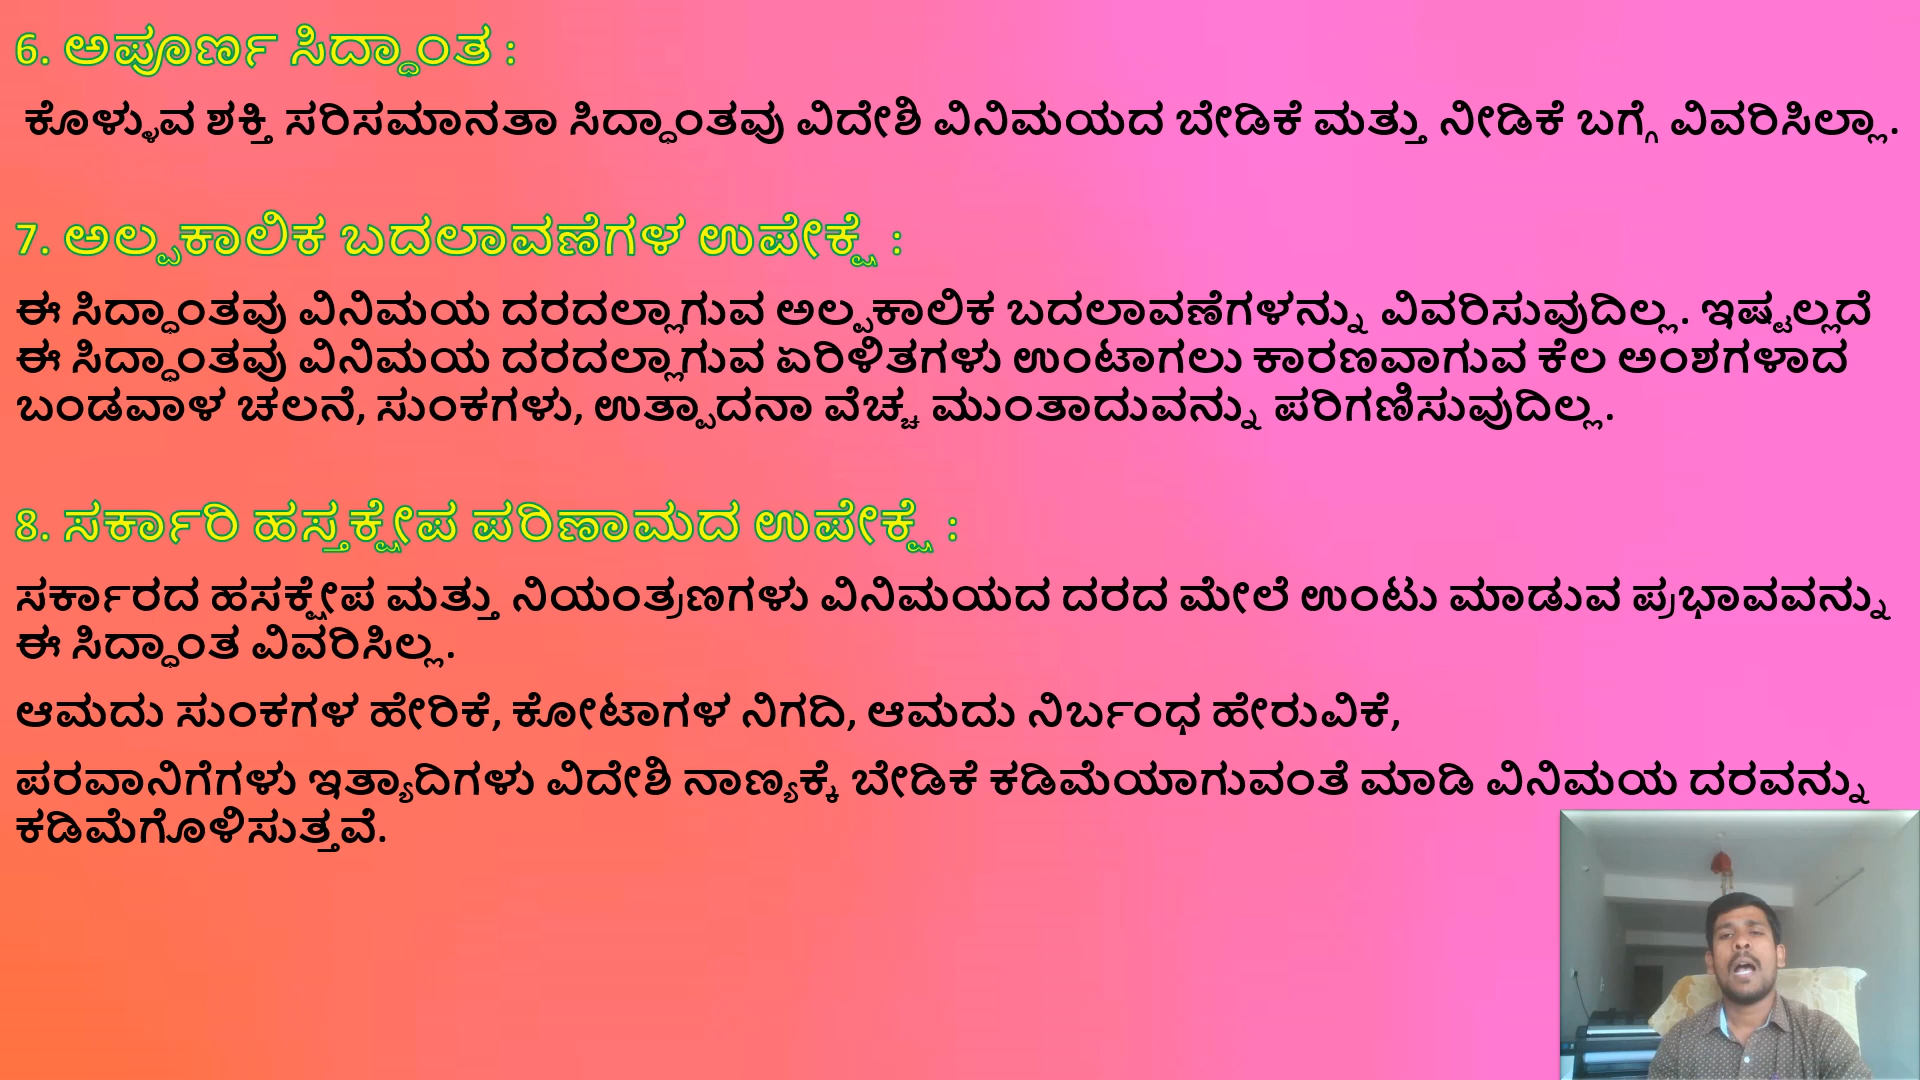 6. ಅಪೂರ್ಣ ಸಿದ್ಧಾಂತ :
ಕೊಳ್ಳುವ ಶಕ್ತಿ ಸರಿಸಮಾನತಾ ಸಿದ್ಧಾಂತವು ವಿದೇಶಿ ವಿನಿಮಯದ ಬೇಡಿಕೆ ಮತ್ತು ನೀಡಿಕೆ ಬಗ್ಗೆ ವಿವರಿಸಿಲ್ಲಾ.
7. ಅಲ್ಪಕಾಲಿಕ ಬದಲಾವಣೆಗಳ ಉಪೇಕ್ಷೆ :
ಈ ಸಿದ್ಧಾಂತವು ವಿನಿಮಯ ದರದಲ್ಲಾಗುವ ಅಲ್ಪಕಾಲಿಕ ಬದಲಾವಣೆಗಳನ್ನು ವಿವರಿಸುವುದಿಲ್ಲ. ಇಷ್ಟಲ್ಲದೆ
ಈ ಸಿದ್ಧಾಂತವು ವಿನಿಮಯ ದರದಲ್ಲಾಗುವ ಏರಿಳಿತಗಳು ಉಂಟಾಗಲು ಕಾರಣವಾಗುವ ಕೆಲ ಅಂಶಗಳಾದ
ಬಂಡವಾಳ ಚಲನೆ, ಸುಂಕಗಳು, ಉತ್ಪಾದನಾ ವೆಚ್ಚ ಮುಂತಾದುವನ್ನು ಪರಿಗಣಿಸುವುದಿಲ್ಲ.
8. ಸರ್ಕಾರಿ ಹಸ್ತಕ್ಷೇಪ ಪರಿಣಾಮದ ಉಪೇಕ್ಷೆ :
ಸರ್ಕಾರದ ಹಸಕ್ಷೇಪ ಮತ್ತು ನಿಯಂತ್ರಣಗಳು ವಿನಿಮಯದ ದರದ ಮೇಲೆ ಉಂಟು ಮಾಡುವ ಪ್ರಭಾವವನ್ನು
ಈ ಸಿದ್ಧಾಂತ ವಿವರಿಸಿಲ್ಲ.
ಆಮದು ಸುಂಕಗಳ ಹೇರಿಕೆ, ಕೋಟಾಗಳ ನಿಗದಿ, ಆಮದು ನಿರ್ಬಂಧ ಹೇರುವಿಕೆ,
ಪರವಾನಿಗೆಗಳು ಇತ್ಯಾದಿಗಳು ವಿದೇಶಿ ನಾಣ್ಯಕ್ಕೆ ಬೇಡಿಕೆ ಕಡಿಮೆಯಾಗುವಂತೆ ಮಾಡಿ ವಿನಿಮಯ ದರವನ್ನು
ಕಡಿಮೆಗೊಳಿಸುತ್ತವೆ.